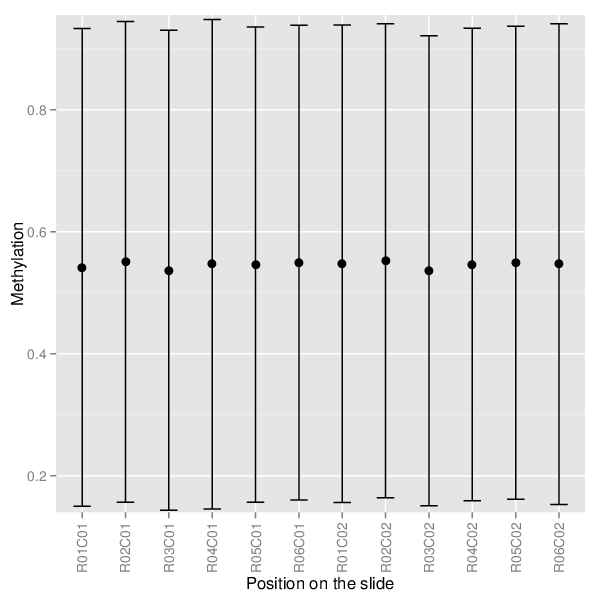 Methylation
0.8
0.6
0.4
0.2
R01C01
R02C01
R03C01
R04C01
R05C01
R06C01
R01C02
R02C02
R03C02
R04C02
R05C02
R06C02
Position on the slide